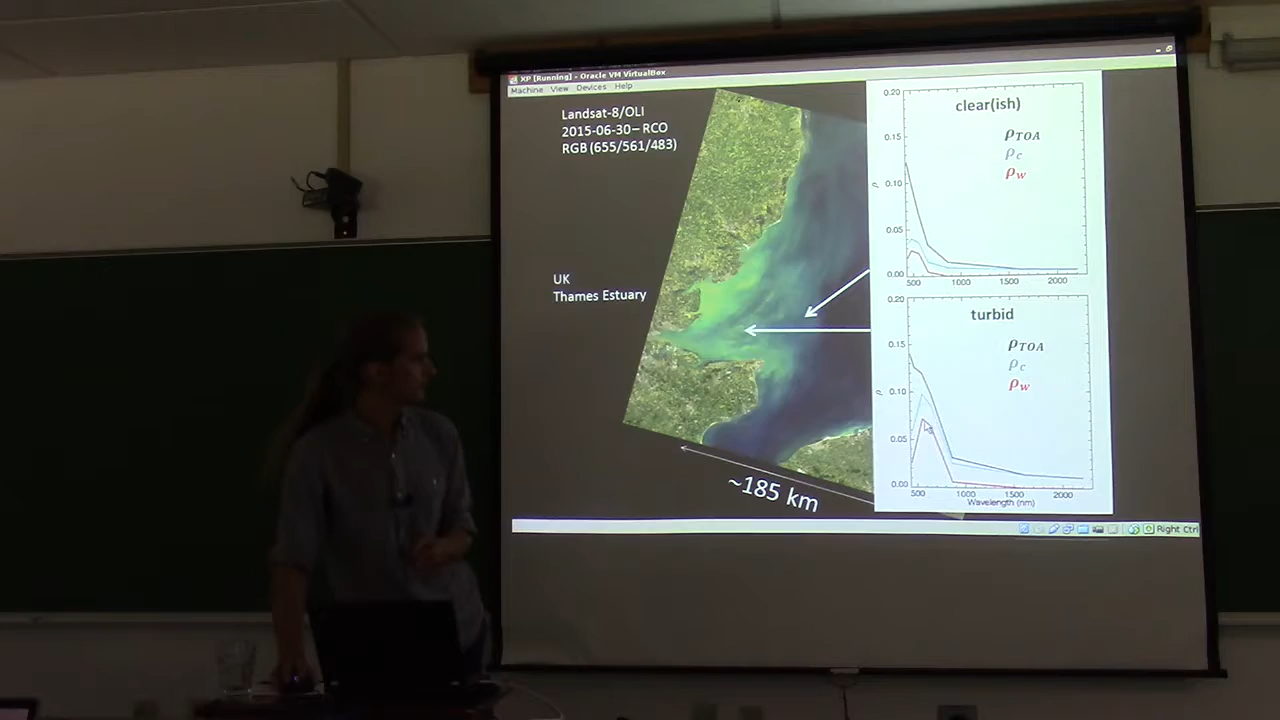 XP [Running] - Oracle VM VirtualBox
Machine View Devices Help
Landsat-8/OLI
2015-06-30 – RCO
RGB (655/561/483)
UK
Thames Estuary
~185 km
clear(ish)
ρTOA
ρc
ρw
0.20
0.15
0.10
0.05
0.00
ρ
500 1000 1500 2000
turbid
ρTOA
ρc
ρw
0.20
0.15
0.10
0.05
0.00
ρ
500 1000 1500 2000
Wavelength (nm)
Right Ctrl